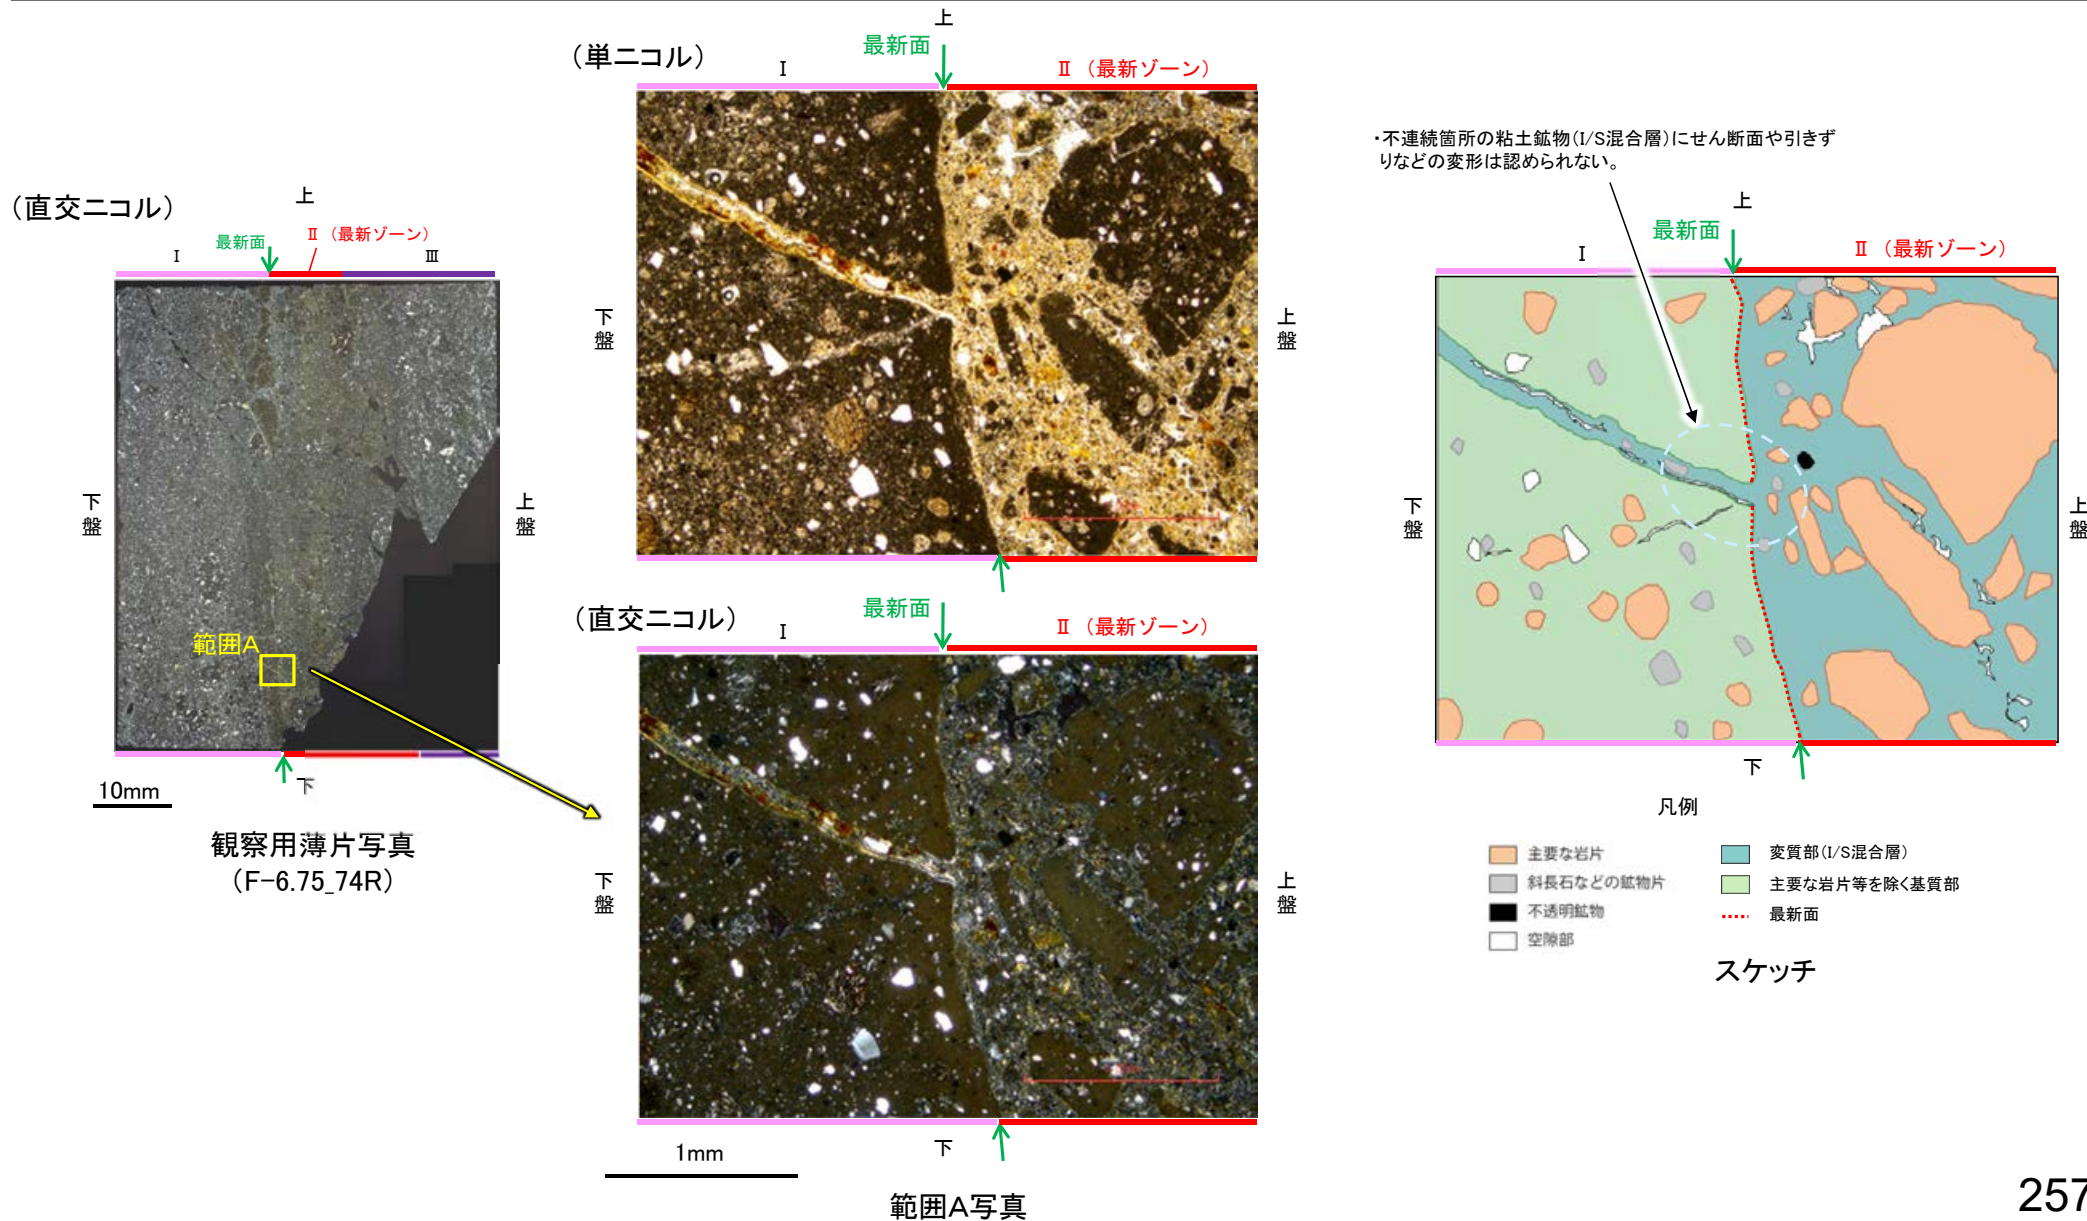 (直交ニコル)
上
最新面
Ⅱ (最新ゾーン)
Ⅰ
Ⅲ
下盤
上盤
範囲A
下
10mm
観察用薄片写真
(F-6.75_74R)
(単ニコル)
上
最新面
Ⅰ
Ⅱ (最新ゾーン)
下盤
上盤
(直交ニコル)
最新面
Ⅰ
Ⅱ (最新ゾーン)
下盤
上盤
下
1mm
範囲A写真
・不連続箇所の粘土鉱物(I/S混合層)にせん断面や引きず
りなどの変形は認められない。
上
最新面
Ⅰ
Ⅱ (最新ゾーン)
下盤
上盤
下
凡例
主要な岩片
斜長石などの鉱物片
不透明鉱物
空隙部
変質部(I/S混合層)
主要な岩片等を除く基質部
最新面
スケッチ
257